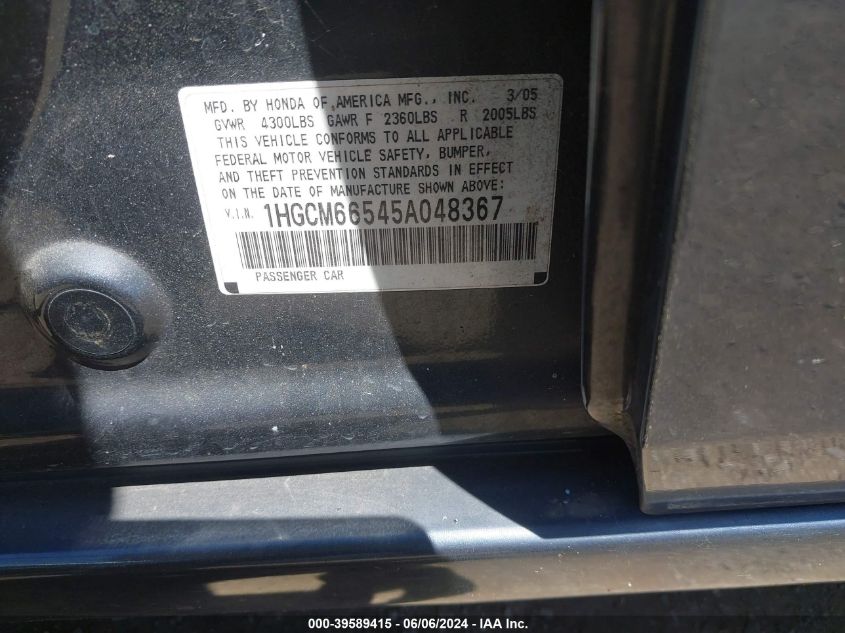 MFD. BY HONDA OF AMERICA MFG., INC. 3/05
GVWR 4300LBS GAWR F 2360LBS R 2005LBS
THIS VEHICLE CONFORMS TO ALL APPLICABLE
FEDERAL MOTOR VEHICLE SAFETY, BUMPER,
AND THEFT PREVENTION STANDARDS IN EFFECT
ON THE DATE OF MANUFACTURE SHOWN ABOVE:
V.I.N. 1HGCM66545A048367
PASSENGER CAR
000-39589415 - 06/06/2024 - IAA Inc.